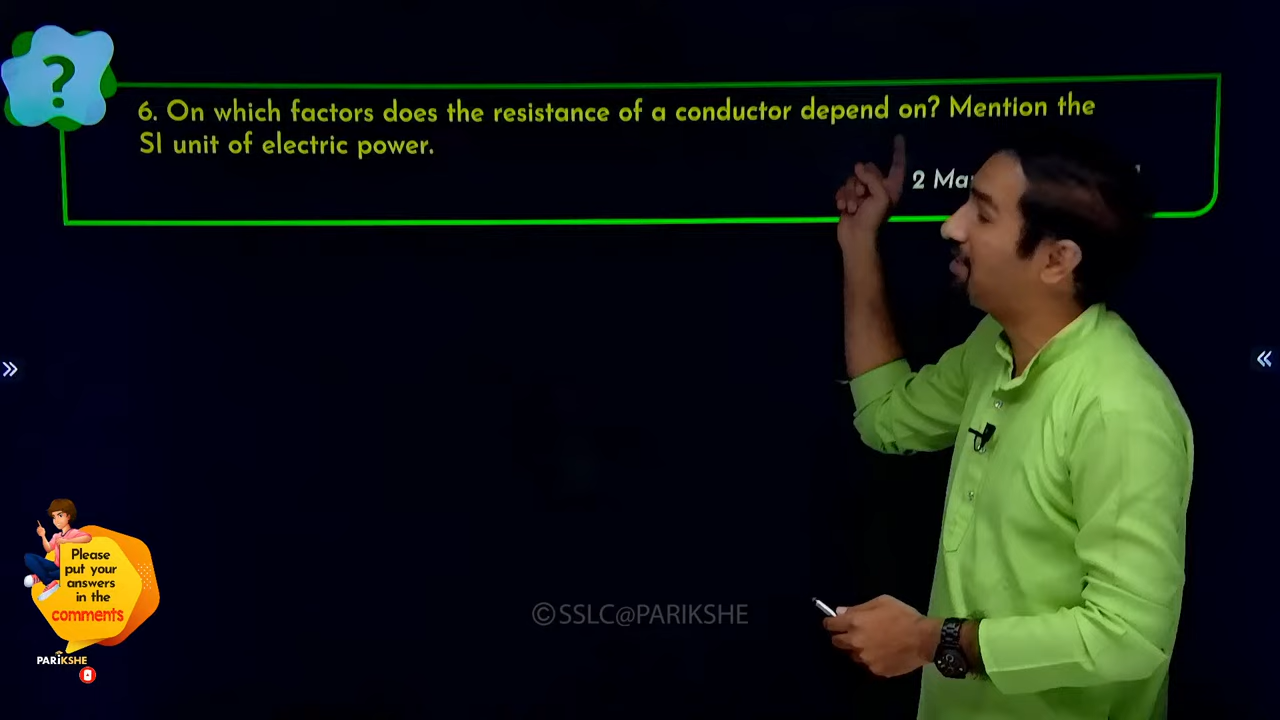 ?
6. On which factors does the resistance of a conductor depend on? Mention the
SI unit of electric power.
2
Please
put your
answers
in the
comments
PARiKSHE
©SSLC@PARIKSHE